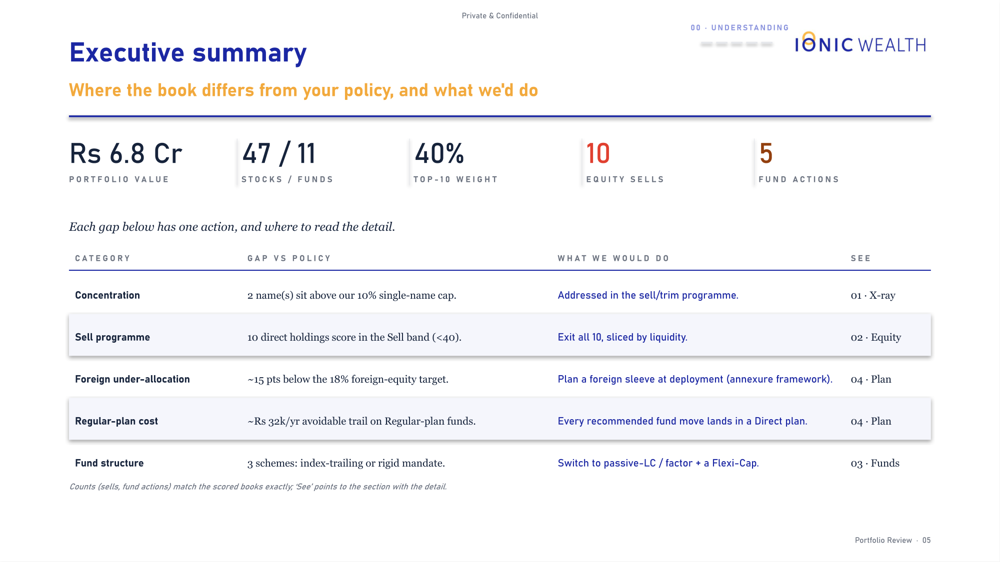 Private & Confidential
00 · UNDERSTANDING
IONIC WEALTH
Executive summary
Where the book differs from your policy, and what we'd do
Rs 6.8 Cr
PORTFOLIO VALUE
47 / 11
STOCKS / FUNDS
40%
TOP-10 WEIGHT
10
EQUITY SELLS
5
FUND ACTIONS
Each gap below has one action, and where to read the detail.
CATEGORY GAP VS POLICY WHAT WE WOULD DO SEE
Concentration 2 name(s) sit above our 10% single-name cap. Addressed in the sell/trim programme. 01 · X-ray
Sell programme 10 direct holdings score in the Sell band (<40). Exit all 10, sliced by liquidity. 02 · Equity
Foreign under-allocation ~15 pts below the 18% foreign-equity target. Plan a foreign sleeve at deployment (annexure framework). 04 · Plan
Regular-plan cost ~Rs 32k/yr avoidable trail on Regular-plan funds. Every recommended fund move lands in a Direct plan. 04 · Plan
Fund structure 3 schemes: index-trailing or rigid mandate. Switch to passive-LC / factor + a Flexi-Cap. 03 · Funds
Counts (sells, fund actions) match the scored books exactly; ‘See’ points to the section with the detail.
Portfolio Review · 05